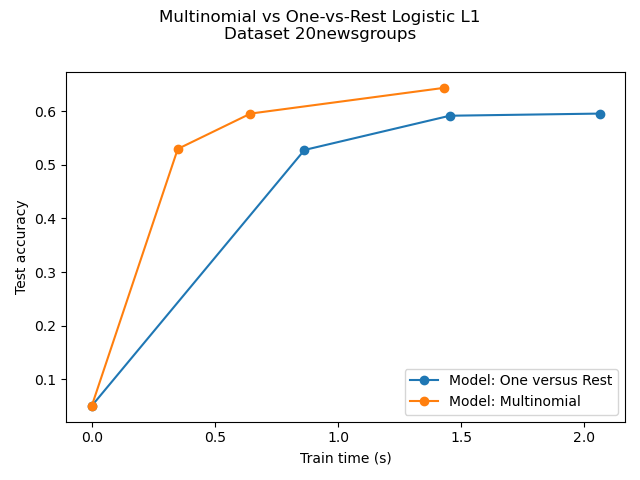 Multinomial vs One-vs-Rest Logistic L1
Dataset 20newsgroups
Test accuracy
0.6
0.5
0.4
0.3
0.2
0.1
0.0
0.5
1.0
1.5
2.0
Train time (s)
Model: One versus Rest
Model: Multinomial